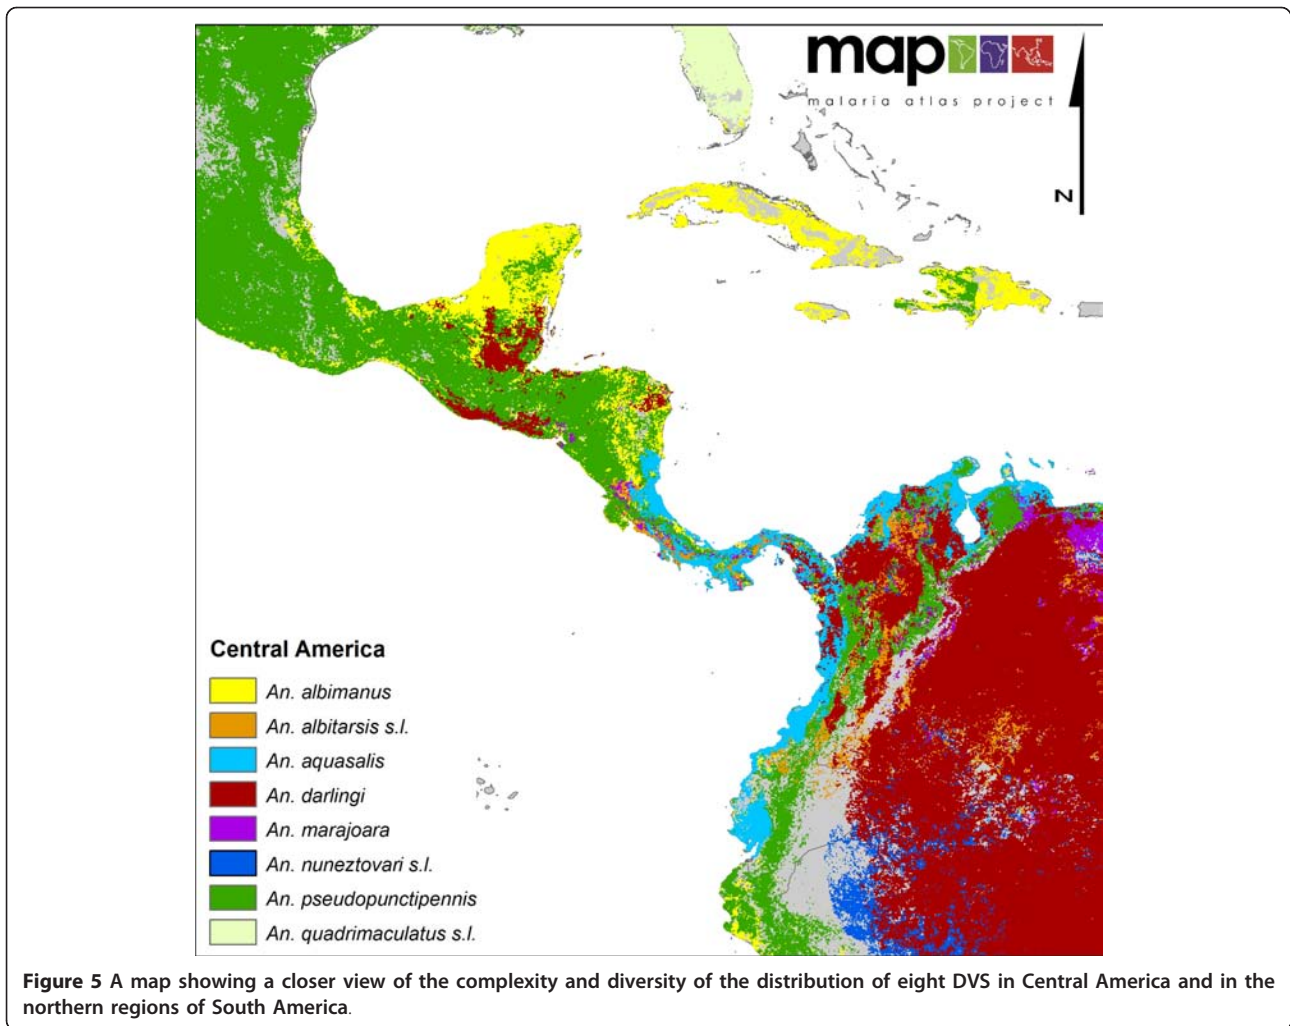 map
malaria atlas project
N
Central America
An. albimanus
An. albitarsis s.l.
An. aquasalis
An. darlingi
An. marajoara
An. nuneztovari s.l.
An. pseudopunctipennis
An. quadrimaculatus s.l.
Figure 5 A map showing a closer view of the complexity and diversity of the distribution of eight DVS in Central America and in the
northern regions of South America.